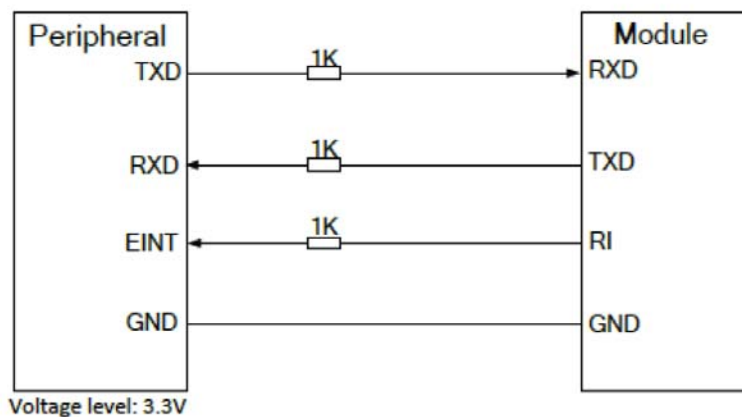 Peripheral
Module
1K
TXD
RXD
1K
RXD
TXD
1K
EINT
RI
GND
GND
Voltage level: 3.3V